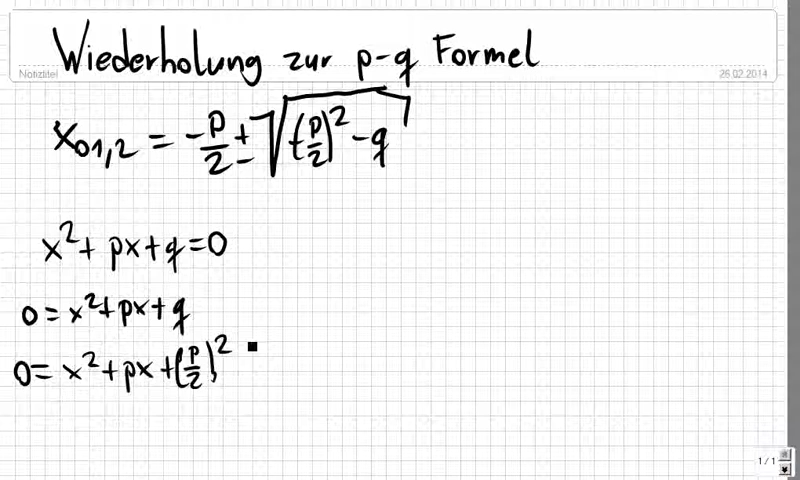 Wiederholung zur p-q Formel
Notiztitel 26.02.2014
x₀₁,₂ = -p/2 ± √((p/2)² - q)
x² + px + q = 0
0 = x² + px + q
0 = x² + px + (p/2)²
1 / 1